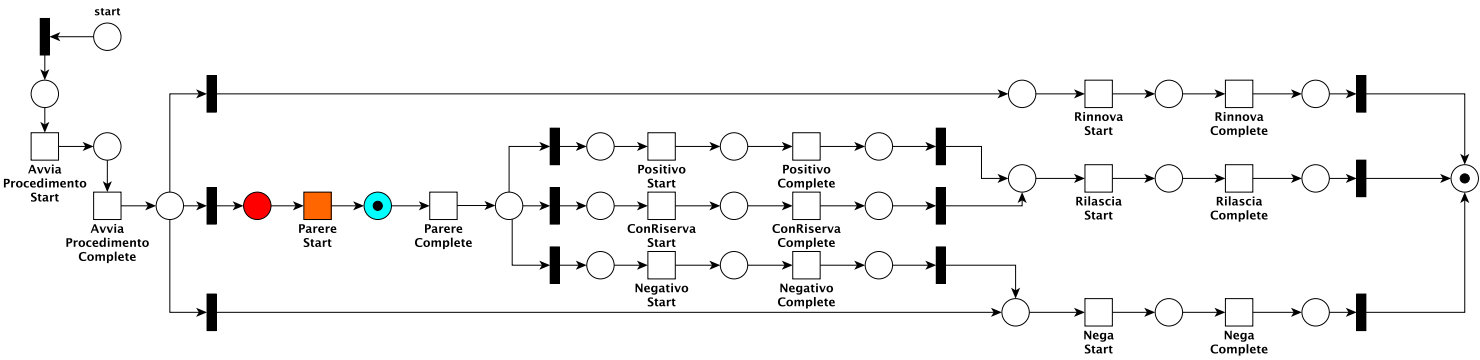 start
Avvia
Procedimento
Start
Avvia
Procedimento
Complete
Parere
Start
Parere
Complete
Positivo
Start
Positivo
Complete
ConRiserva
Start
ConRiserva
Complete
Negativo
Start
Negativo
Complete
Rinnova
Start
Rinnova
Complete
Rilascia
Start
Rilascia
Complete
Nega
Start
Nega
Complete